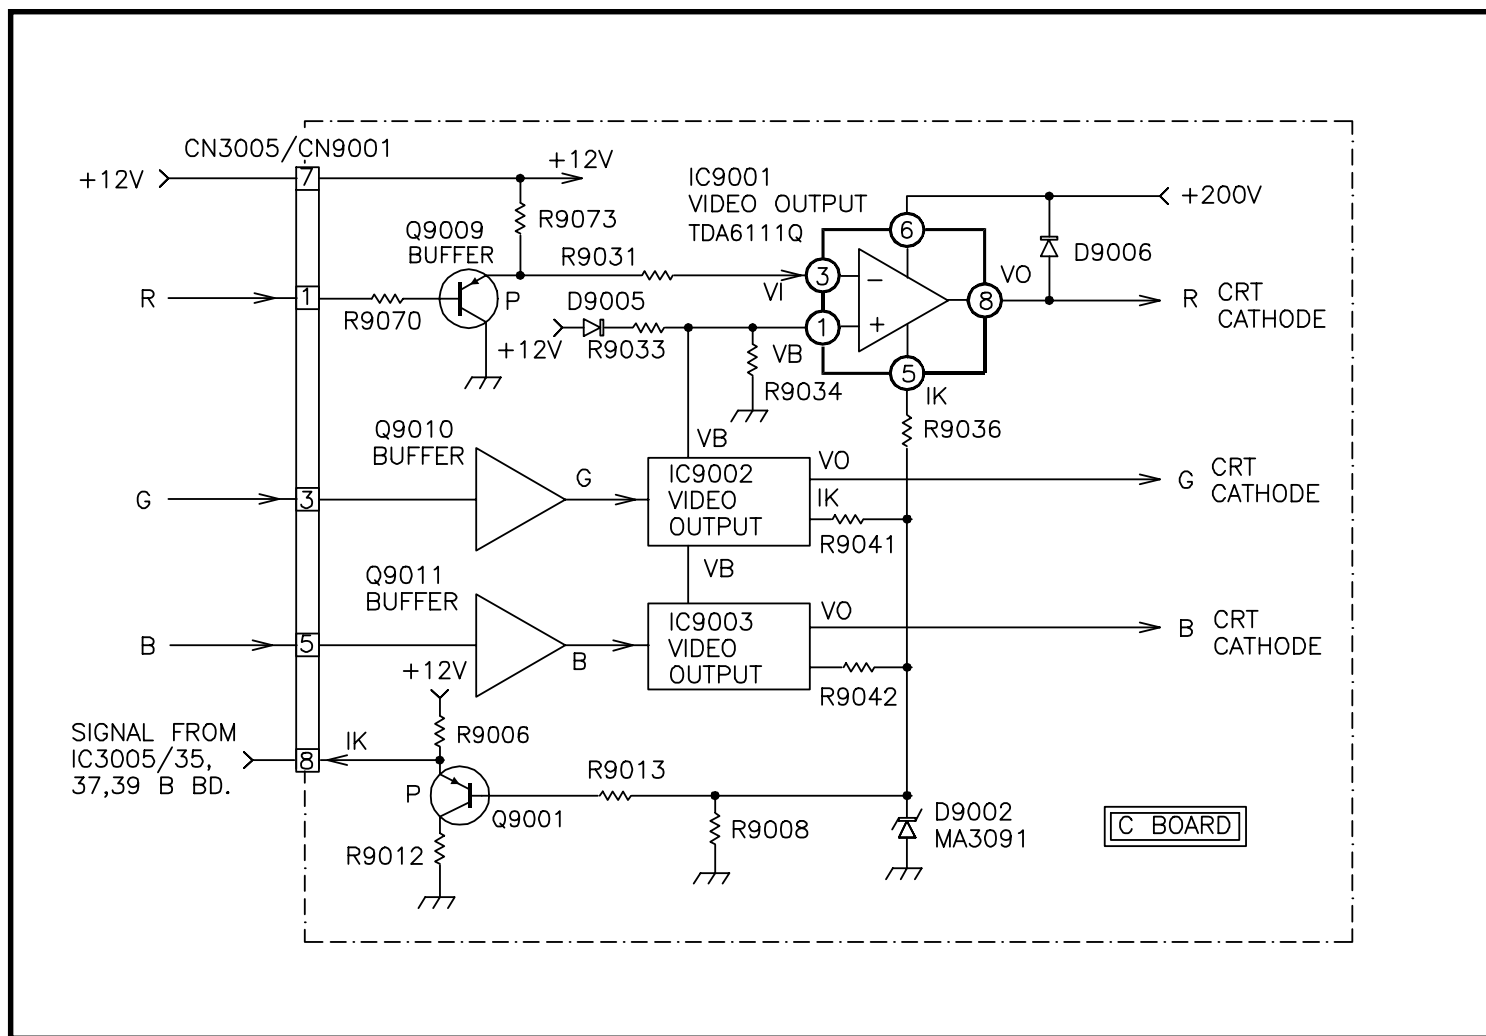 CN3005/CN9001
+12V
7
+12V
IC9001
VIDEO OUTPUT
TDA6111Q
+200V
R9073
Q9009
BUFFER
6
D9006
R9031
3
VI
VO
R
1
R9070
P
D9005
+12V
R9033
VB
1
8
R CRT
CATHODE
R9034
5
IK
R9036
Q9010
BUFFER
VB
G
3
G
IC9002
VIDEO
OUTPUT
VO
IK
R9041
G CRT
CATHODE
Q9011
BUFFER
VB
B
5
B
IC9003
VIDEO
OUTPUT
VO
R9042
B CRT
CATHODE
+12V
R9006
SIGNAL FROM
IC3005/35,
37,39 B BD.
8
IK
P
Q9001
R9013
R9012
R9008
D9002
MA3091
C BOARD